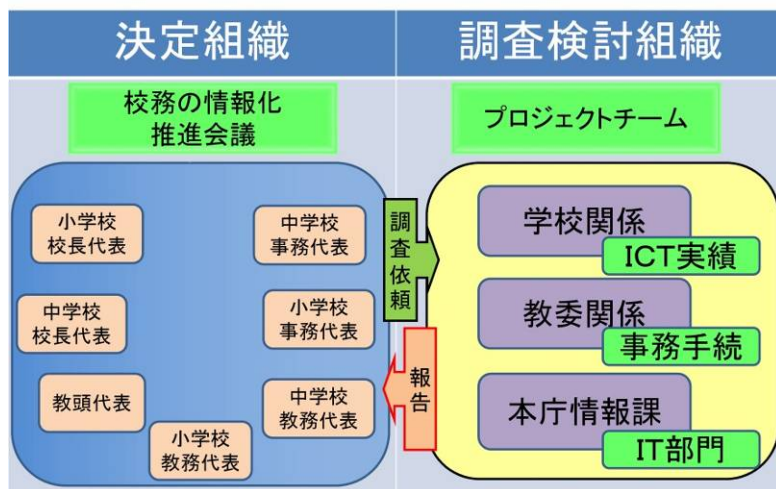 決定組織
調査検討組織
校務の情報化
推進会議
プロジェクトチーム
小学校
校長代表
中学校
事務代表
中学校
校長代表
小学校
事務代表
教頭代表
中学校
教務代表
小学校
教務代表
調査依頼
報告
学校関係
ICT実績
教委関係
事務手続
本庁情報課
IT部門